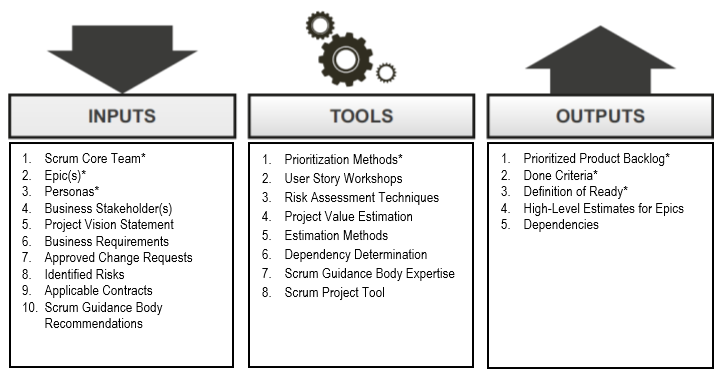 INPUTS
1. Scrum Core Team*
2. Epic(s)*
3. Personas*
4. Business Stakeholder(s)
5. Project Vision Statement
6. Business Requirements
7. Approved Change Requests
8. Identified Risks
9. Applicable Contracts
10. Scrum Guidance Body
Recommendations
TOOLS
1. Prioritization Methods*
2. User Story Workshops
3. Risk Assessment Techniques
4. Project Value Estimation
5. Estimation Methods
6. Dependency Determination
7. Scrum Guidance Body Expertise
8. Scrum Project Tool
OUTPUTS
1. Prioritized Product Backlog*
2. Done Criteria*
3. Definition of Ready*
4. High-Level Estimates for Epics
5. Dependencies